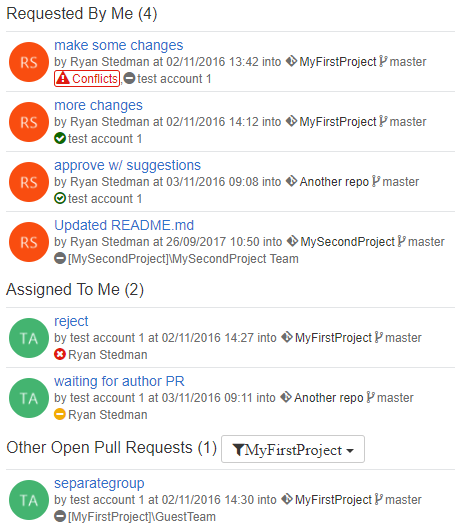 Requested By Me (4)
RS
make some changes
by Ryan Stedman at 02/11/2016 13:42 into MyFirstProject master
Conflicts, test account 1
RS
more changes
by Ryan Stedman at 02/11/2016 14:12 into MyFirstProject master
test account 1
RS
approve w/ suggestions
by Ryan Stedman at 03/11/2016 09:08 into Another repo master
test account 1
RS
Updated README.md
by Ryan Stedman at 26/09/2017 10:50 into MySecondProject master
[MySecondProject]\MySecondProject Team
Assigned To Me (2)
TA
reject
by test account 1 at 02/11/2016 14:27 into MyFirstProject master
Ryan Stedman
TA
waiting for author PR
by test account 1 at 03/11/2016 09:11 into Another repo master
Ryan Stedman
Other Open Pull Requests (1) MyFirstProject
TA
separategroup
by test account 1 at 02/11/2016 14:30 into MyFirstProject master
[MyFirstProject]\GuestTeam